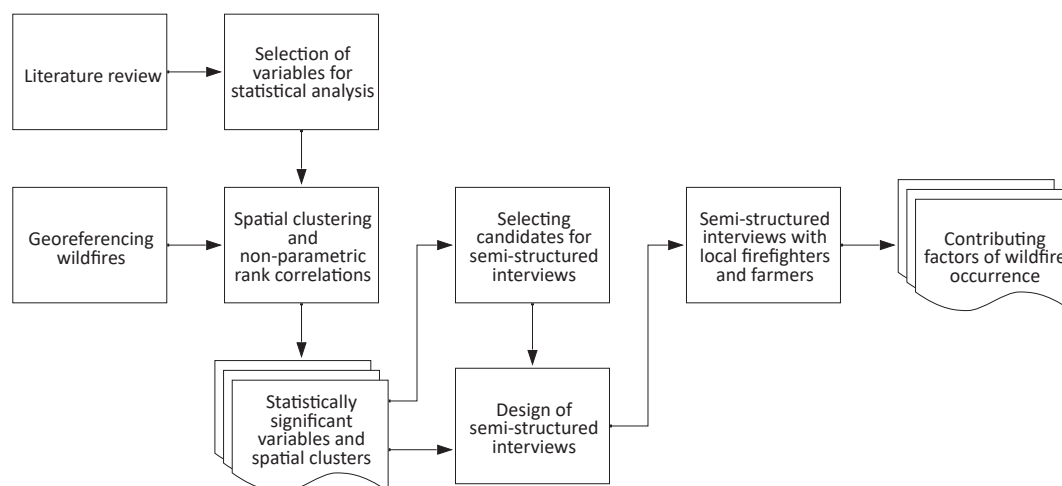 Literature review
Selection of
variables for
statistical analysis
Georeferencing
wildfires
Spatial clustering
and
non-parametric
rank correlations
Selecting
candidates for
semi-structured
interviews
Semi-structured
interviews with
local firefighters
and farmers
Contributing
factors of wildfire
occurrence
Statistically
significant
variables and
spatial clusters
Design of
semi-structured
interviews